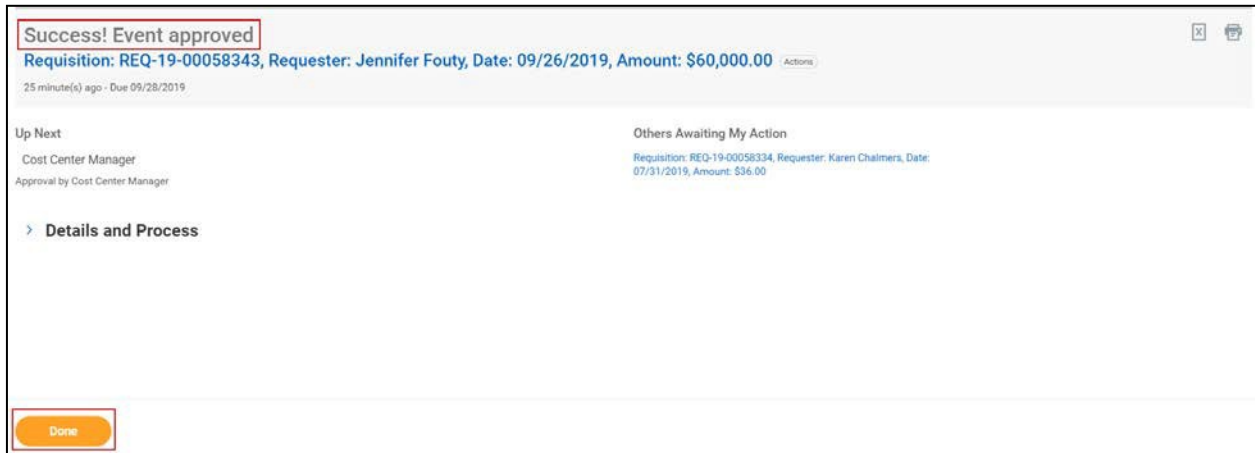 Success! Event approved
Requisition: REQ-19-00058343, Requester: Jennifer Fouty, Date: 09/26/2019, Amount: $60,000.00 Actions
25 minute(s) ago - Due 09/28/2019
Up Next
Cost Center Manager
Approval by Cost Center Manager
Others Awaiting My Action
Requisition: REQ-19-00058334, Requester: Karen Chalmers, Date:
07/31/2019, Amount: $36.00
Details and Process
Done